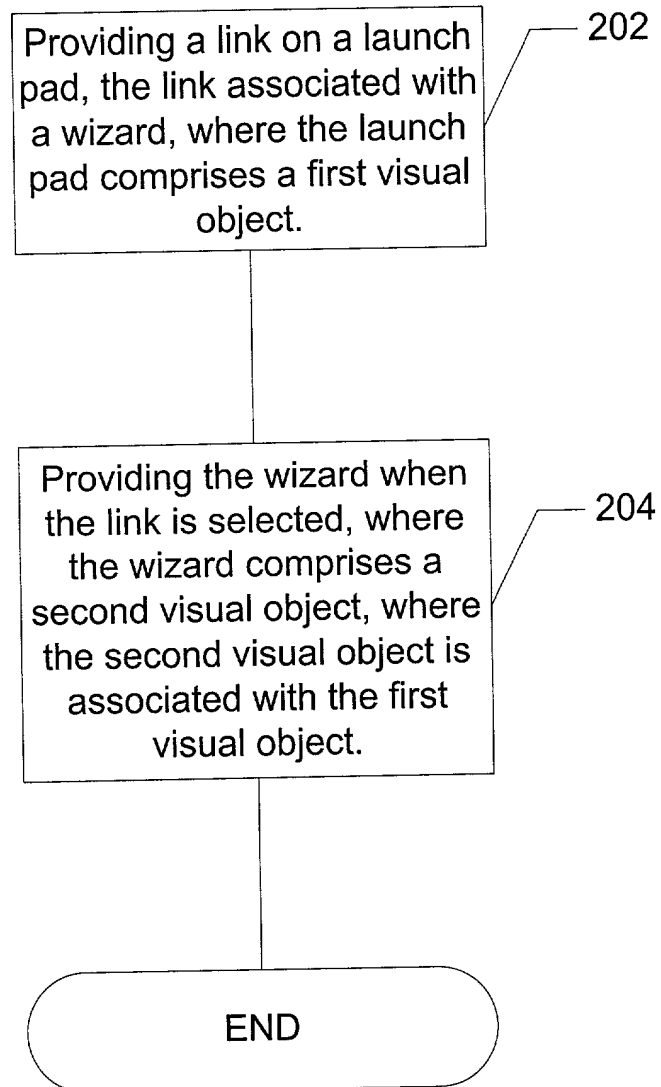 Providing a link on a launch
pad, the link associated with
a wizard, where the launch
pad comprises a first visual
object.
202
Providing the wizard when
the link is selected, where
the wizard comprises a
second visual object, where
the second visual object is
associated with the first
visual object.
204
END